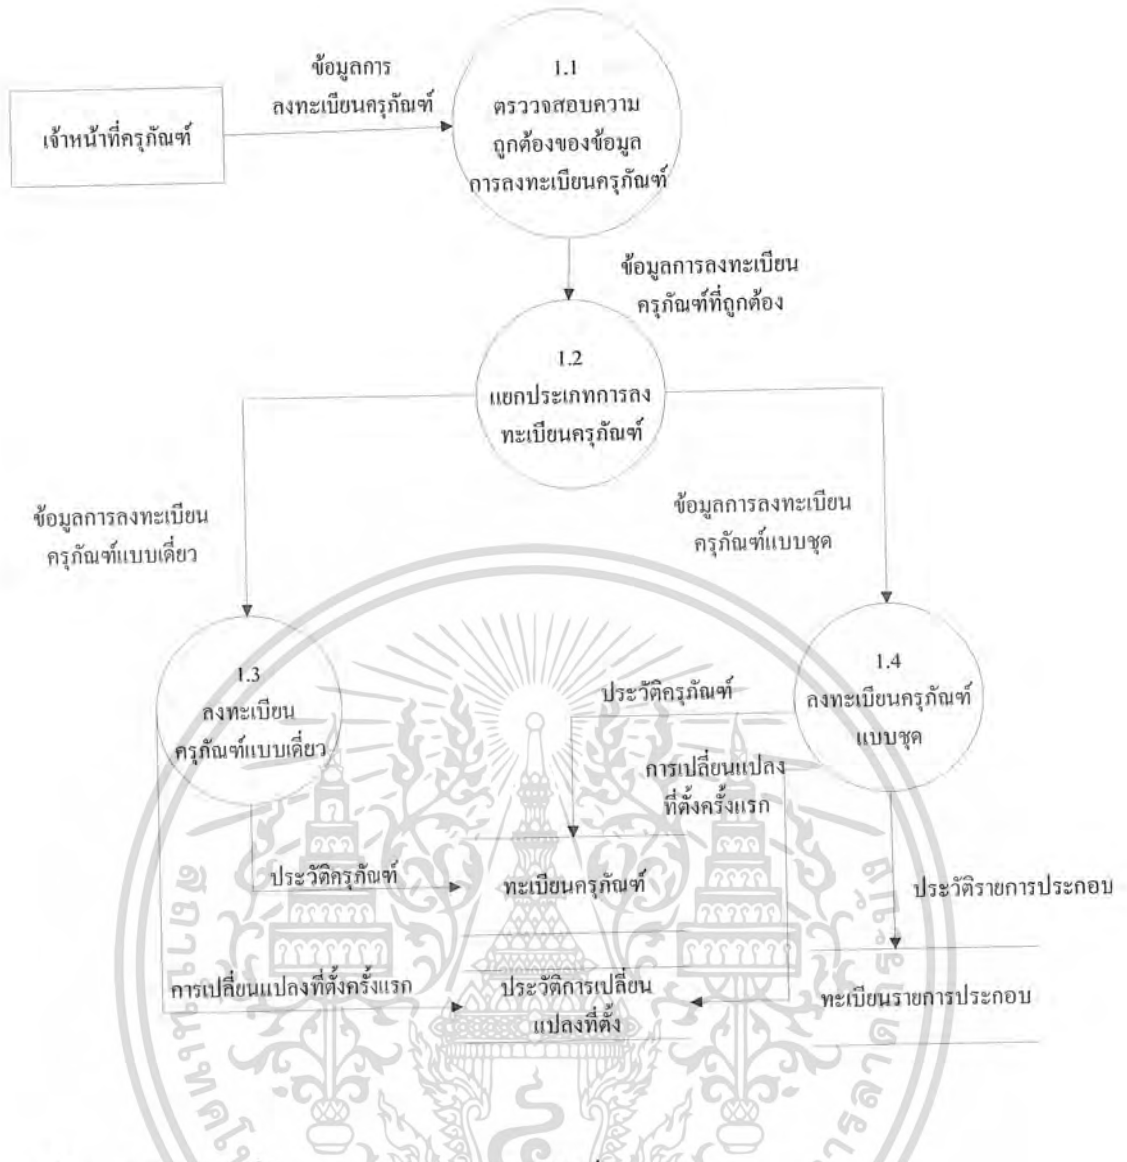 ข้อมูลการ
ลงทะเบียนครุภัณฑ์
เจ้าหน้าที่ครุภัณฑ์
1.1
ตรววจสอบความ
ถูกต้องของข้อมูล
การลงทะเบียนครุภัณฑ์
ข้อมูลการลงทะเบียน
ครุภัณฑ์ที่ถูกต้อง
1.2
แยกประเภทการลง
ทะเบียนครุภัณฑ์
ข้อมูลการลงทะเบียน
ครุภัณฑ์แบบเดี่ยว
ข้อมูลการลงทะเบียน
ครุภัณฑ์แบบชุด
1.3
ลงทะเบียน
ครุภัณฑ์แบบเดี่ยว
1.4
ลงทะเบียนครุภัณฑ์
แบบชุด
ประวัติครุภัณฑ์
การเปลี่ยนแปลง
ที่ตั้งครั้งแรก
ประวัติครุภัณฑ์
ทะเบียนครุภัณฑ์
ประวัติรายการประกอบ
การเปลี่ยนแปลงที่ตั้งครั้งแรก
ประวัติการเปลี่ยน
แปลงที่ตั้ง
ทะเบียนรายการประกอบ